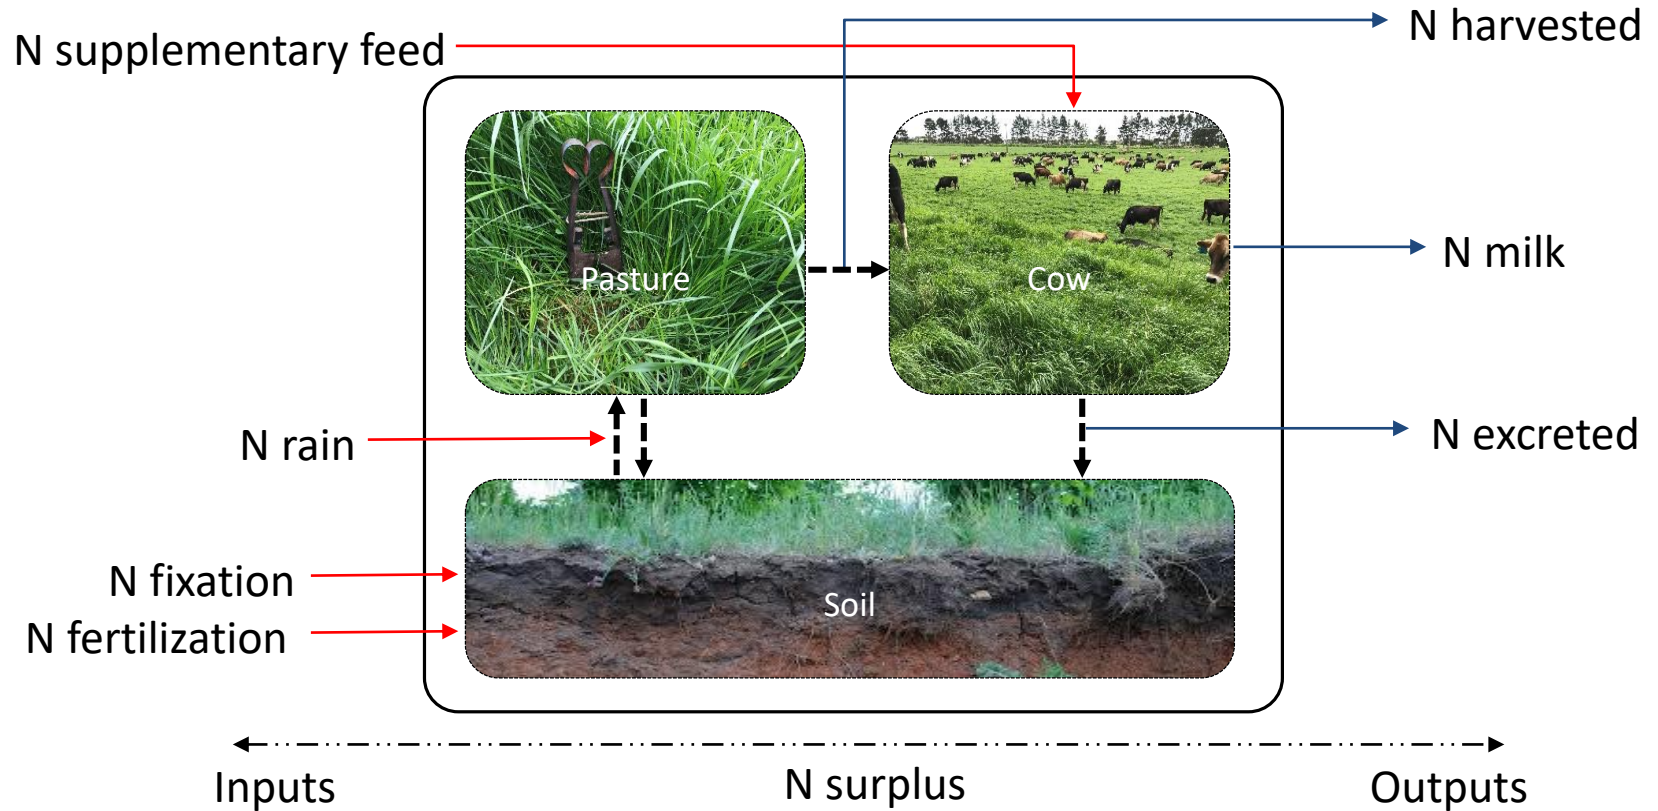 N harvested
N supplementary feed
Pasture
Cow
N milk
N rain
N excreted
N fixation
Soil
N fertilization
Inputs
N surplus
Outputs